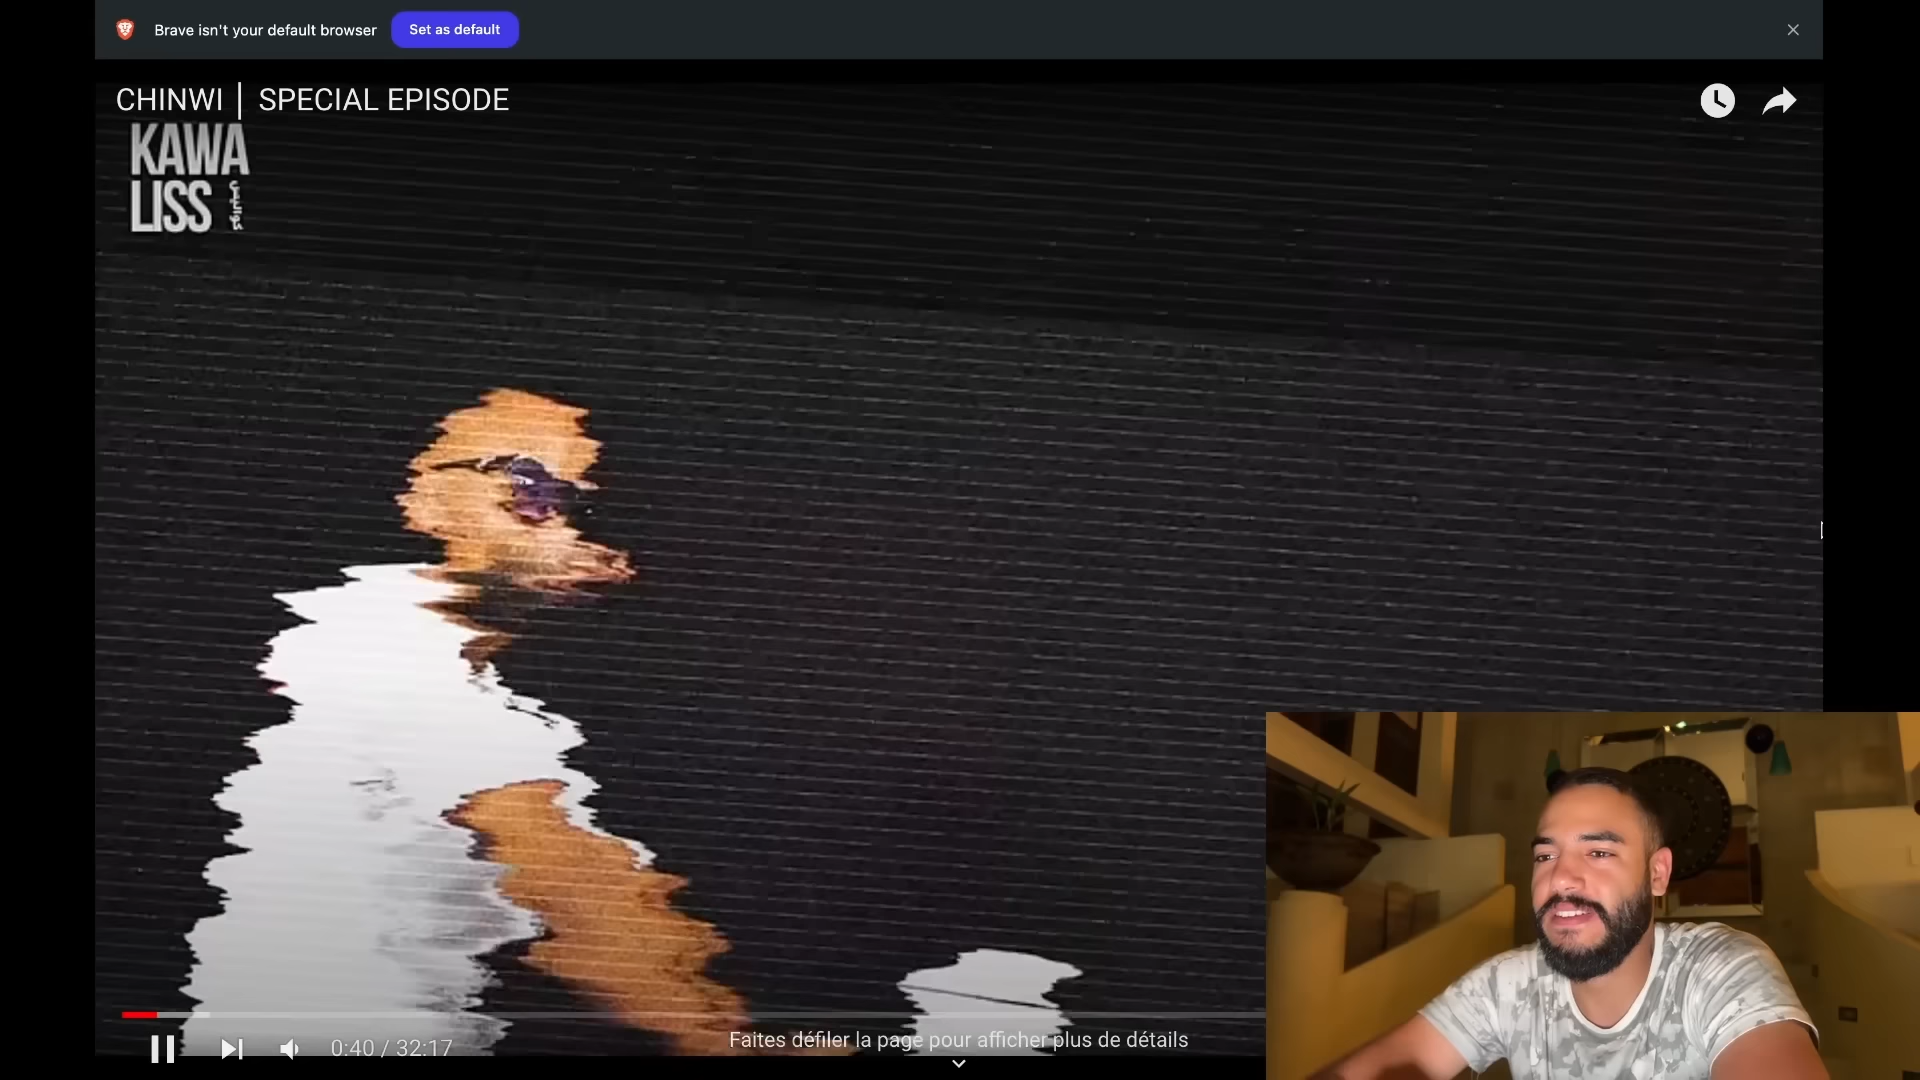 Brave isn't your default browser
Set as default
CHINWI | SPECIAL EPISODE
KAWA
LISS
كواليس
0:40 / 32:17
Faites défiler la page pour afficher plus de détails